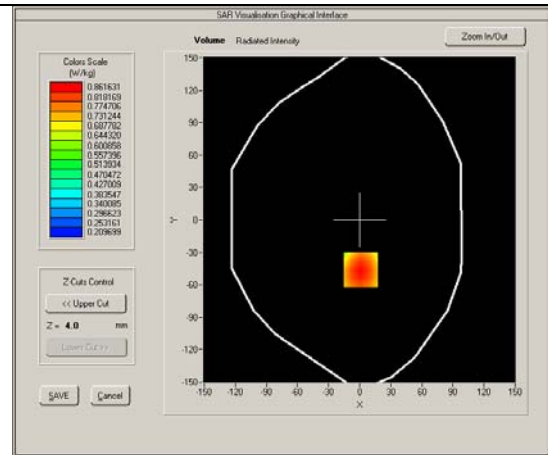 SAR Visualisation Graphical Interface
Volume Radiated Intensity
Zoom In/Out
Colors Scale
(W/kg)
0.861631
0.818169
0.774706
0.731244
0.687782
0.644320
0.600858
0.557396
0.513934
0.470472
0.427009
0.383547
0.340085
0.296623
0.253161
0.209699
Z Cuts Control
<< Upper Cut
Z = 4.0 mm
Lower Cut >>
SAVE
Cancel
150
120
90
60
30
0
-30
-60
-90
-120
-150
Y
-150 -120 -90 -60 -30 0 30 60 90 120 150
X